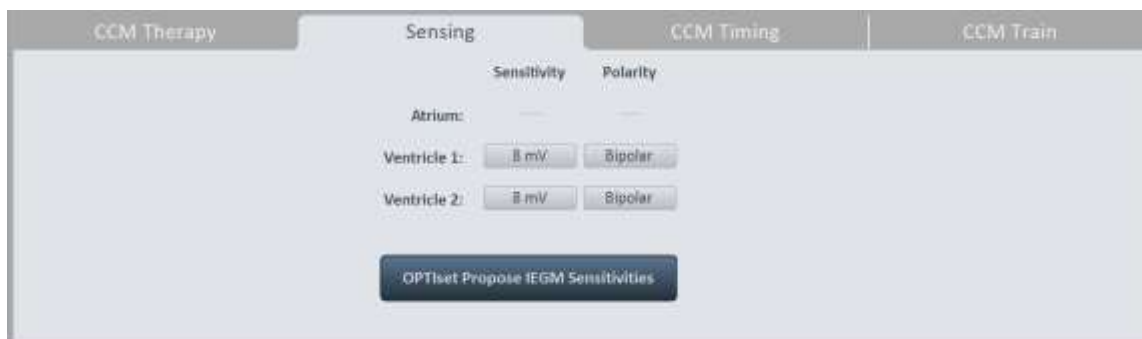 CCM Therapy Sensing CCM Timing CCM Train
Sensitivity Polarity
Atrium: ---- ----
Ventricle 1: 8 mV Bipolar
Ventricle 2: 8 mV Bipolar
OPTIset Propose IEGM Sensitivities